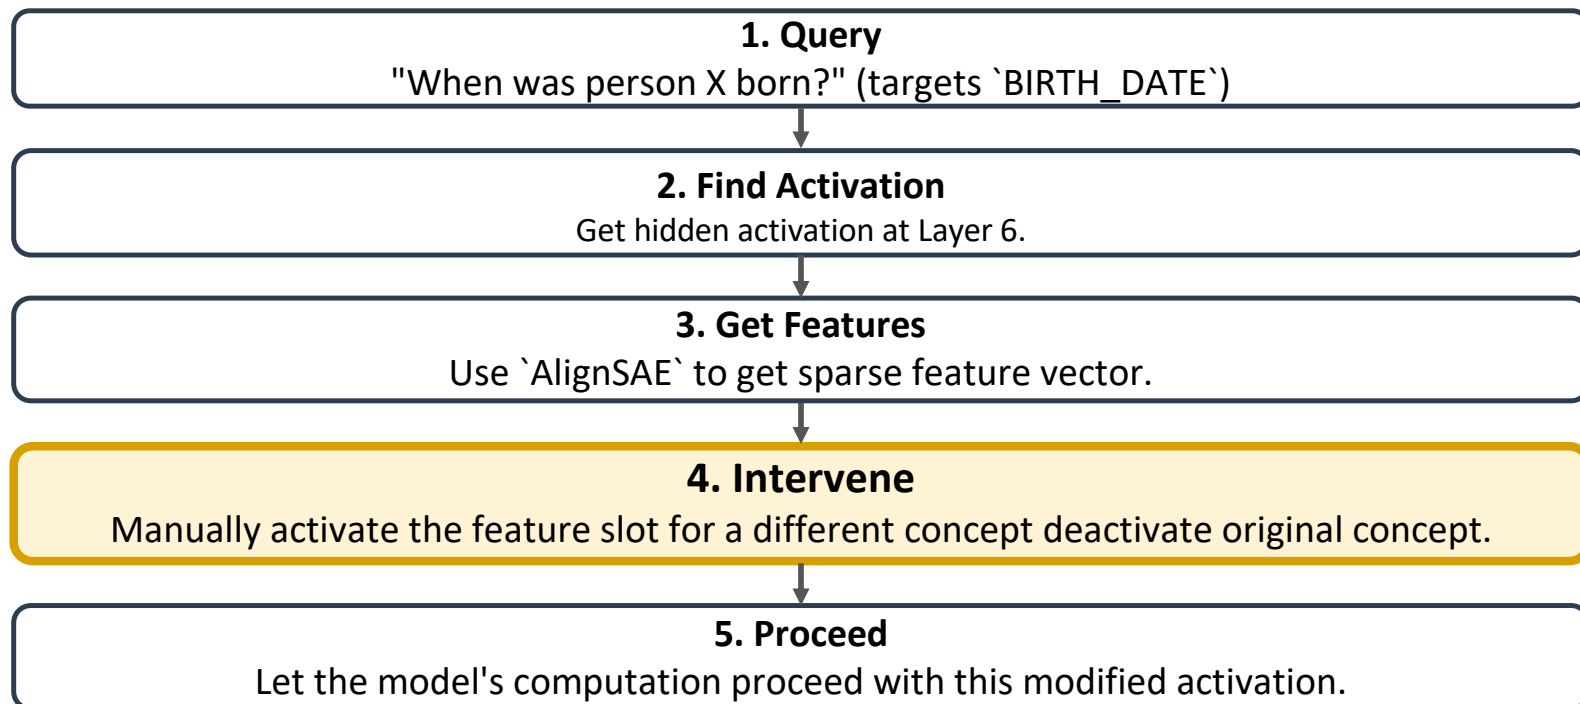 1. Query
"When was person X born?" (targets `BIRTH_DATE`)
2. Find Activation
Get hidden activation at Layer 6.
3. Get Features
Use `AlignSAE` to get sparse feature vector.
4. Intervene
Manually activate the feature slot for a different concept deactivate original concept.
5. Proceed
Let the model's computation proceed with this modified activation.